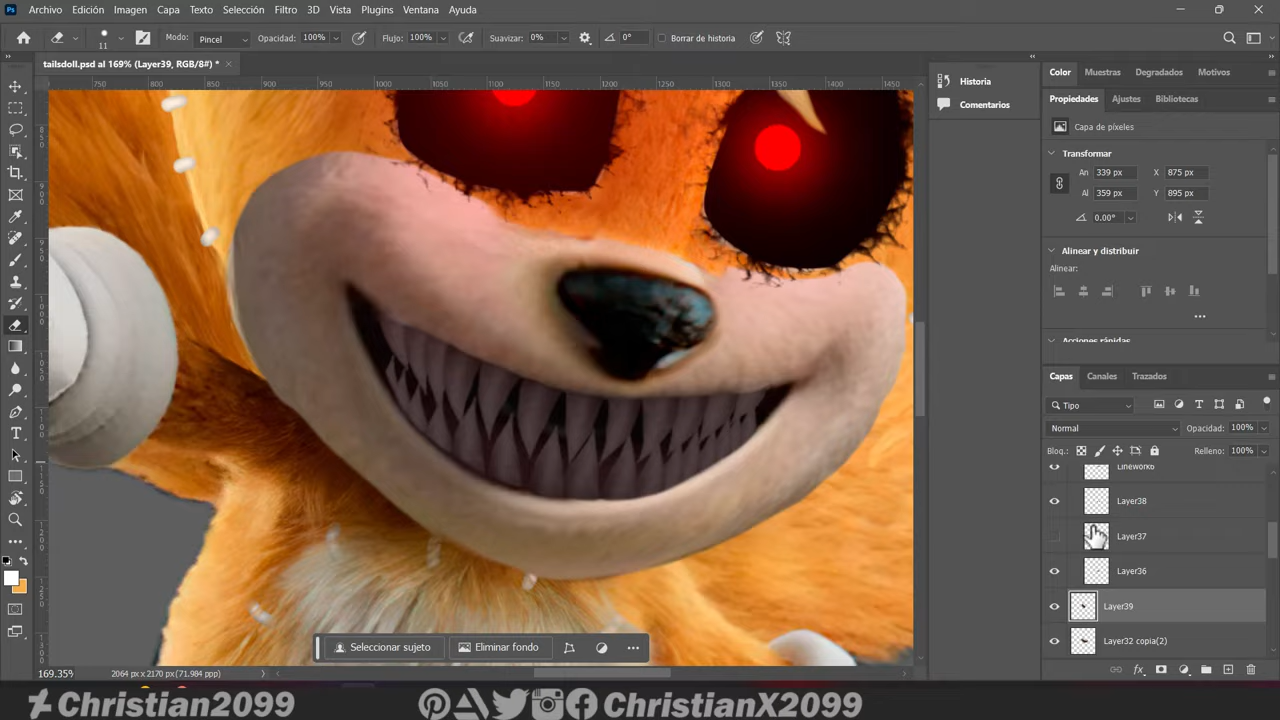 Ps Archivo Edición Imagen Capa Texto Selección Filtro 3D Vista Plugins Ventana Ayuda
11 Modo: Pincel Opacidad: 100% Flujo: 100% Suavizar: 0% 0° Borrar de historia
tailsdoll.psd al 169% (Layer39, RGB/8#) *
750 800 850 900 950 1000 1050 1100 1150 1200 1250 1300 1350 1400 1450
Historia
Comentarios
Color Muestras Degradados Motivos
Propiedades Ajustes Bibliotecas
Capa de píxeles
Transformar
An 339 px X 875 px
Al 359 px Y 895 px
0.00°
Alinear y distribuir
Alinear:
Acciones rápidas
Capas Canales Trazados
Tipo
Normal Opacidad: 100%
Bloq.: Relleno: 100%
Linework6
Layer38
Layer37
Layer36
Layer39
Layer32 copia(2)
Seleccionar sujeto Eliminar fondo
169.35% 2064 px x 2170 px (71.984 ppp)
Christian2099 ChristianX2099